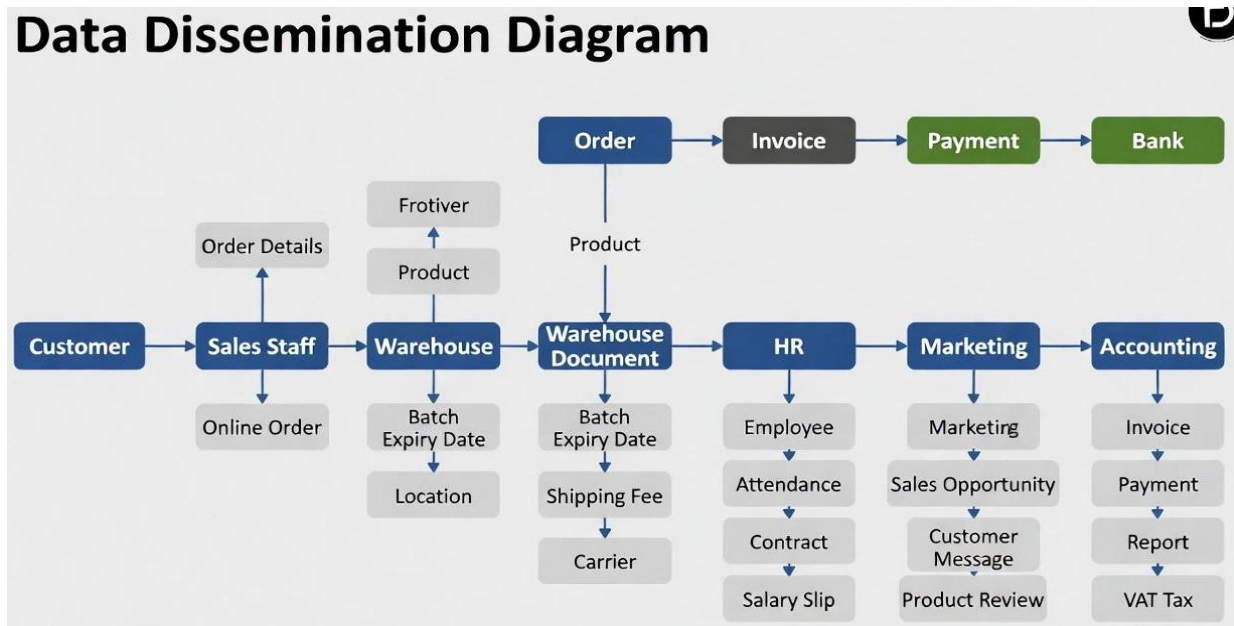 Data Dissemination Diagram
Order
Invoice
Payment
Bank
Frotiver
Order Details
Product
Product
Customer
Sales Staff
Warehouse
Warehouse
Document
HR
Marketing
Accounting
Online Order
Batch
Expiry Date
Batch
Expiry Date
Employee
Marketing
Invoice
Location
Shipping Fee
Attendance
Sales Opportunity
Payment
Carrier
Contract
Customer
Message
Report
Salary Slip
Product Review
VAT Tax